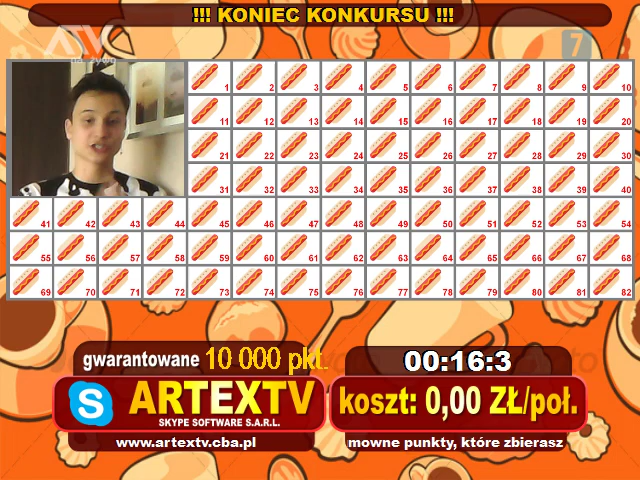 !!! KONIEC KONKURSU !!!
ATV
na żywo
7
1 2 3 4 5 6 7 8 9 10
11 12 13 14 15 16 17 18 19 20
21 22 23 24 25 26 27 28 29 30
31 32 33 34 35 36 37 38 39 40
41 42 43 44 45 46 47 48 49 50 51 52 53 54
55 56 57 58 59 60 61 62 63 64 65 66 67 68
69 70 71 72 73 74 75 76 77 78 79 80 81 82
gwarantowane 10 000 pkt.
00:16:3
S ARTEXTV
SKYPE SOFTWARE S.A.R.L.
koszt: 0,00 ZŁ/poł.
www.artextv.cba.pl
mowne punkty, które zbierasz